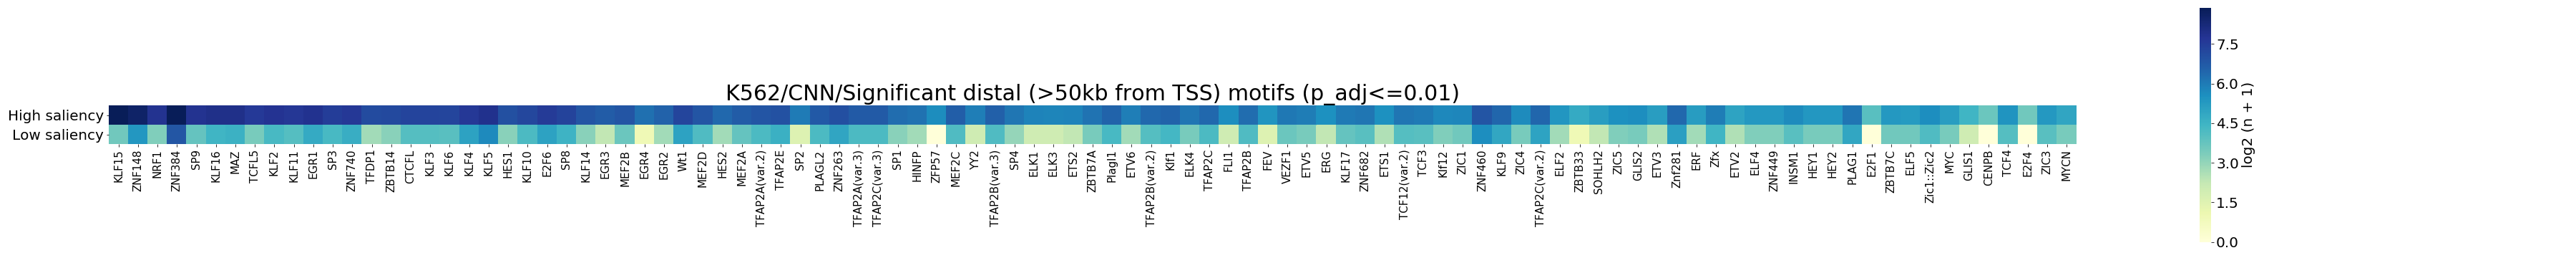 K562/CNN/Significant distal (>50kb from TSS) motifs (p_adj<=0.01)
High saliency
Low saliency
KLF15
ZNF148
NRF1
ZNF384
SP9
KLF16
MAZ
TCFL5
KLF2
KLF11
EGR1
SP3
ZNF740
TFDP1
ZBTB14
CTCFL
KLF3
KLF6
KLF4
KLF5
HES1
KLF10
E2F6
SP8
KLF14
EGR3
MEF2B
EGR4
EGR2
Wt1
MEF2D
HES2
MEF2A
TFAP2A(var.2)
TFAP2E
SP2
PLAGL2
ZNF263
TFAP2A(var.3)
TFAP2C(var.3)
SP1
HINFP
ZFP57
MEF2C
YY2
TFAP2B(var.3)
SP4
ELK1
ELK3
ETS2
ZBTB7A
Plagl1
ETV6
TFAP2B(var.2)
Klf1
ELK4
TFAP2C
FLI1
TFAP2B
FEV
VEZF1
ETV5
ERG
KLF17
ZNF682
ETS1
TCF12(var.2)
TCF3
Klf12
ZIC1
ZNF460
KLF9
ZIC4
TFAP2C(var.2)
ELF2
ZBTB33
SOHLH2
ZIC5
GLIS2
ETV3
Znf281
ERF
Zfx
ETV2
ELF4
ZNF449
INSM1
HEY1
HEY2
PLAG1
E2F1
ZBTB7C
ELF5
Zic1::Zic2
MYC
GLIS1
CENPB
TCF4
E2F4
ZIC3
MYCN
7.5
6.0
4.5
3.0
1.5
0.0
log2 (n + 1)